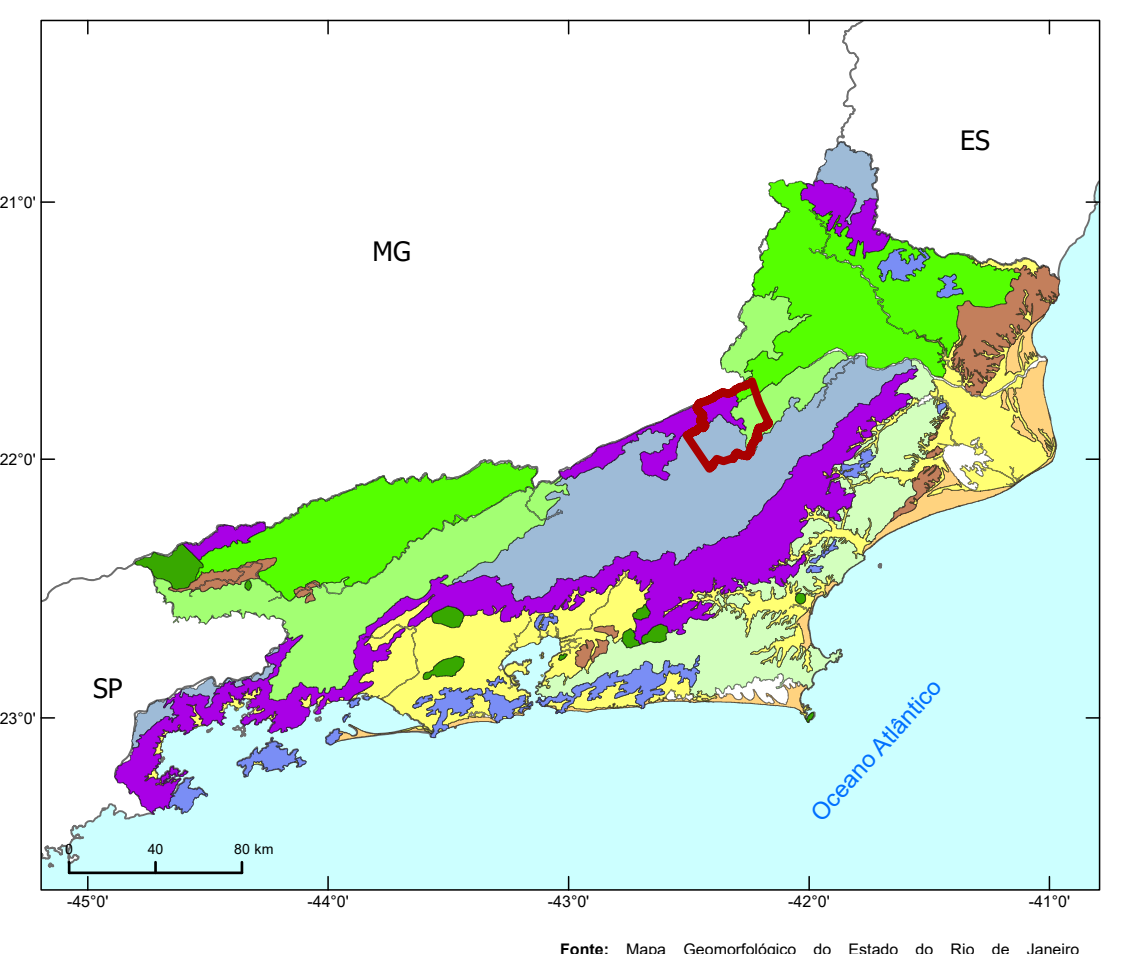 ES
MG
SP
21°0'
22°0'
23°0'
Oceano Atlântico
0 40 80 km
-45°0' -44°0' -43°0' -42°0' -41°0'
Fonte: Mapa Geomorfológico do Estado do Rio de Janeiro